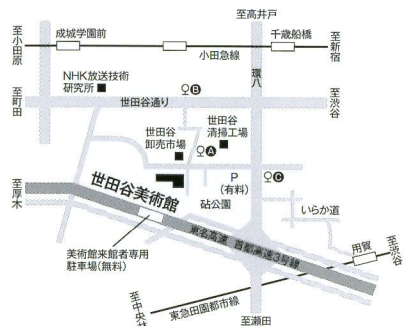 至高井戸
至小田原
成城学園前
千歳船橋
至新宿
小田急線
NHK放送技術
研究所
B
環八
至町田
世田谷通り
至渋谷
世田谷
卸売市場
世田谷
清掃工場
A
至厚木
世田谷美術館
P
(有料)
C
砧公園
いらか道
東名高速
首都高速3号線
用賀
至渋谷
美術館来館者専用
駐車場(無料)
東急田園都市線
至中央林
至瀬田